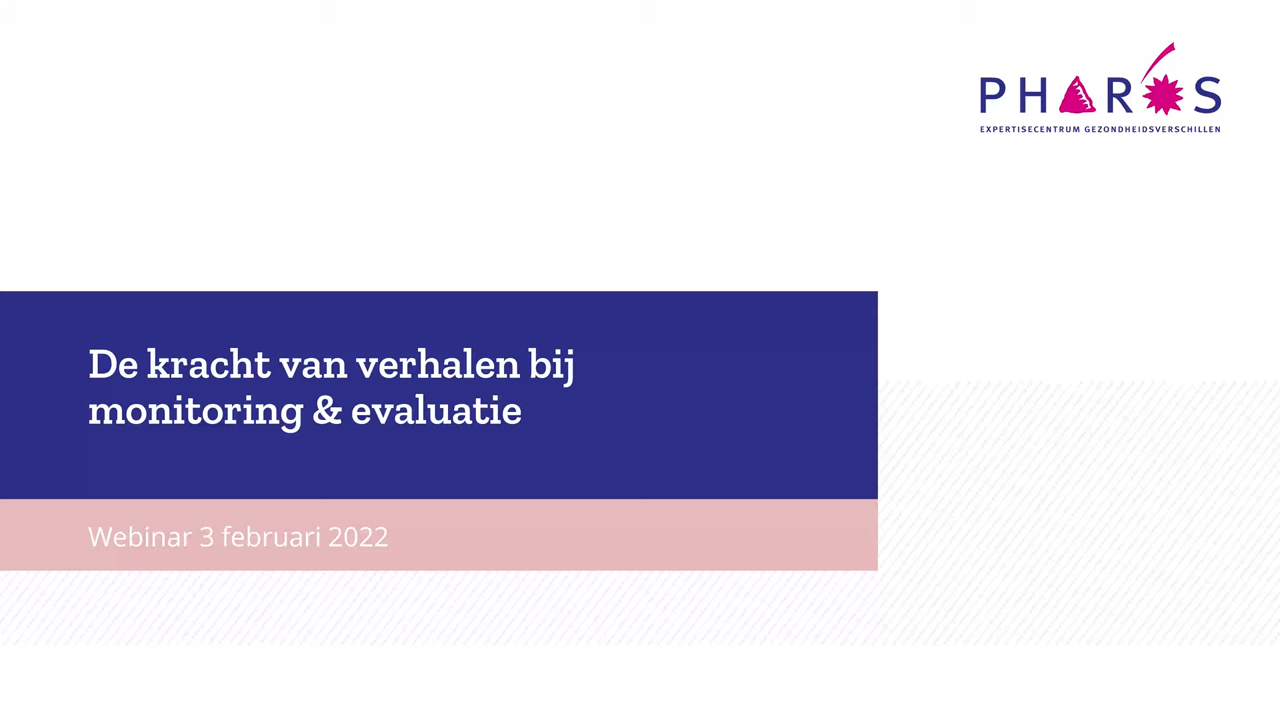 PHAROS
EXPERTISECENTRUM GEZONDHEIDSVERSCHILLEN
De kracht van verhalen bij
monitoring & evaluatie
Webinar 3 februari 2022